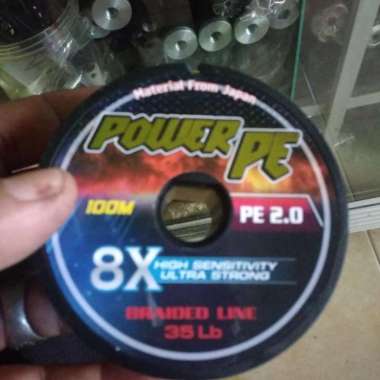 Material From Japan
POWER PE
100M
PE 2.0
8X HIGH SENSITIVITY
ULTRA STRONG
BRAIDED LINE
35 Lb